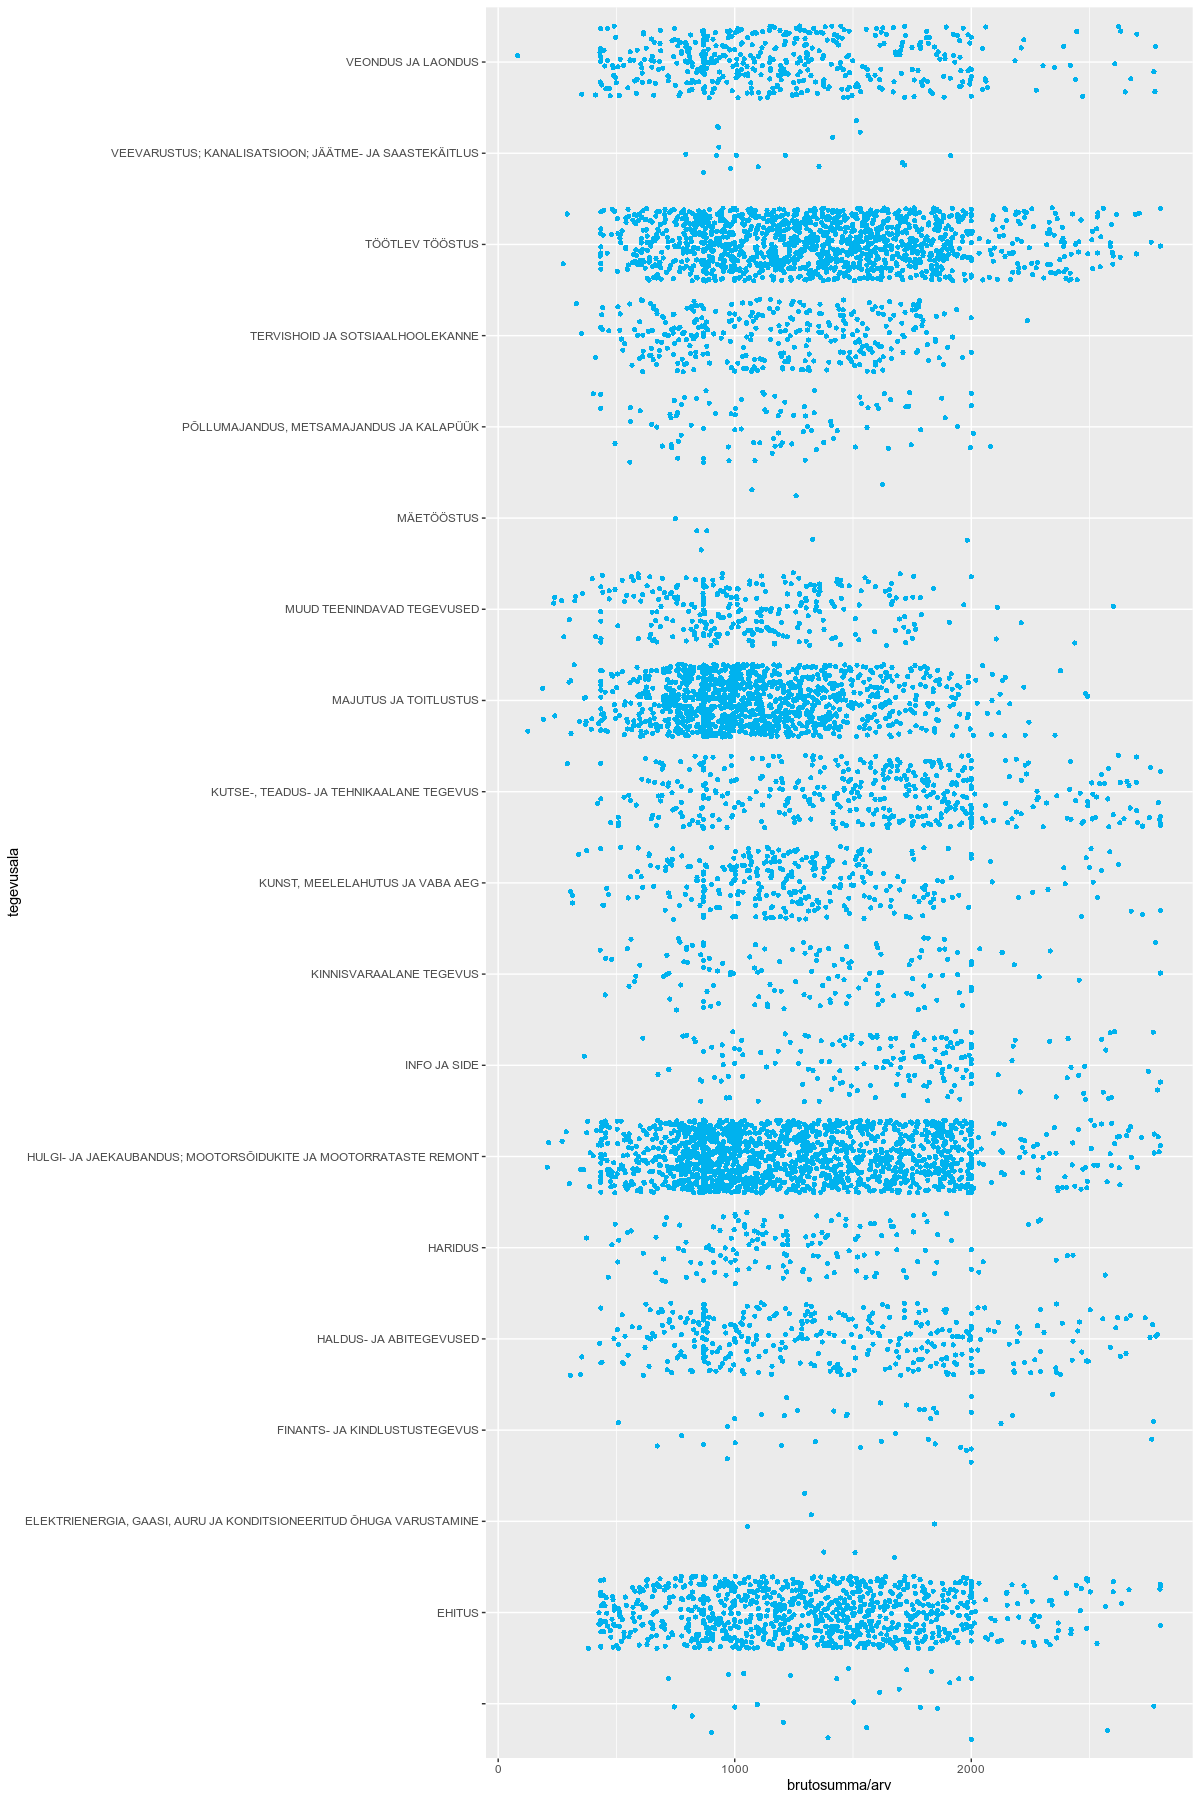 VEONDUS JA LAONDUS
VEEVARUSTUS; KANALISATSIOON; JÄÄTME- JA SAASTEKÄITLUS
TÖÖTLEV TÖÖSTUS
TERVISHOID JA SOTSIAALHOOLEKANNE
PÕLLUMAJANDUS, METSAMAJANDUS JA KALAPÜÜK
MÄETÖÖSTUS
MUUD TEENINDAVAD TEGEVUSED
MAJUTUS JA TOITLUSTUS
KUTSE-, TEADUS- JA TEHNIKAALANE TEGEVUS
tegevusala
KUNST, MEELELAHUTUS JA VABA AEG
KINNISVARAALANE TEGEVUS
INFO JA SIDE
HULGI- JA JAEKAUBANDUS; MOOTORSÕIDUKITE JA MOOTORRATASTE REMONT
HARIDUS
HALDUS- JA ABITEGEVUSED
FINANTS- JA KINDLUSTUSTEGEVUS
ELEKTRIENERGIA, GAASI, AURU JA KONDITSIONEERITUD ÕHUGA VARUSTAMINE
EHITUS
0 1000 2000
brutosumma/arv